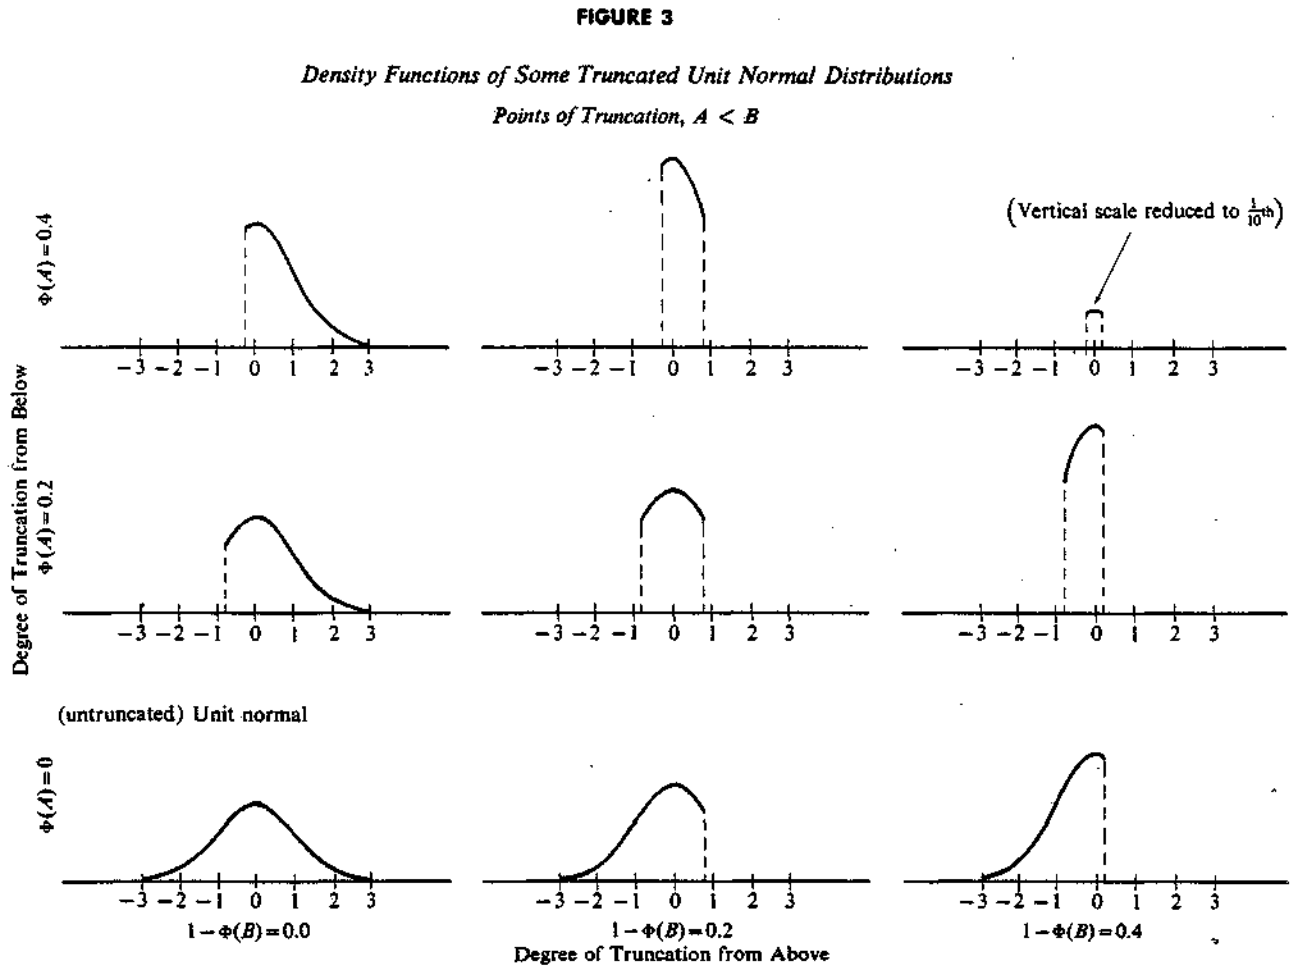 FIGURE 3
Density Functions of Some Truncated Unit Normal Distributions
Points of Truncation, A < B
Degree of Truncation from Below
Φ(A)=0.4
(Vertical scale reduced to 1/10th)
−3 −2 −1 0 1 2 3
−3 −2 −1 0 1 2 3
−3 −2 −1 0 1 2 3
Φ(A)=0.2
−3 −2 −1 0 1 2 3
−3 −2 −1 0 1 2 3
−3 −2 −1 0 1 2 3
(untruncated) Unit normal
Φ(A)=0
−3 −2 −1 0 1 2 3
−3 −2 −1 0 1 2 3
−3 −2 −1 0 1 2 3
1−Φ(B)=0.0
1−Φ(B)=0.2
1−Φ(B)=0.4
Degree of Truncation from Above